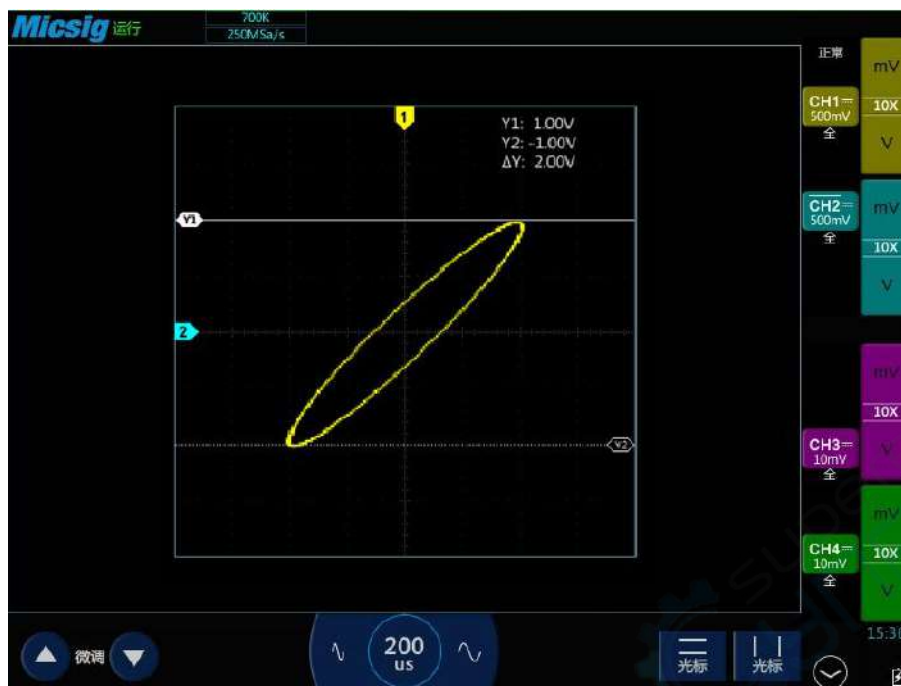 Micsig 运行
700K
250MSa/s
正常
1
Y1: 1.00V
Y2: -1.00V
ΔY: 2.00V
Y1
2
Y2
CH1
500mV
全
mV
10X
V
CH2
500mV
全
mV
10X
V
CH3
10mV
全
mV
10X
V
CH4
10mV
全
mV
10X
V
微调
200
us
光标
光标